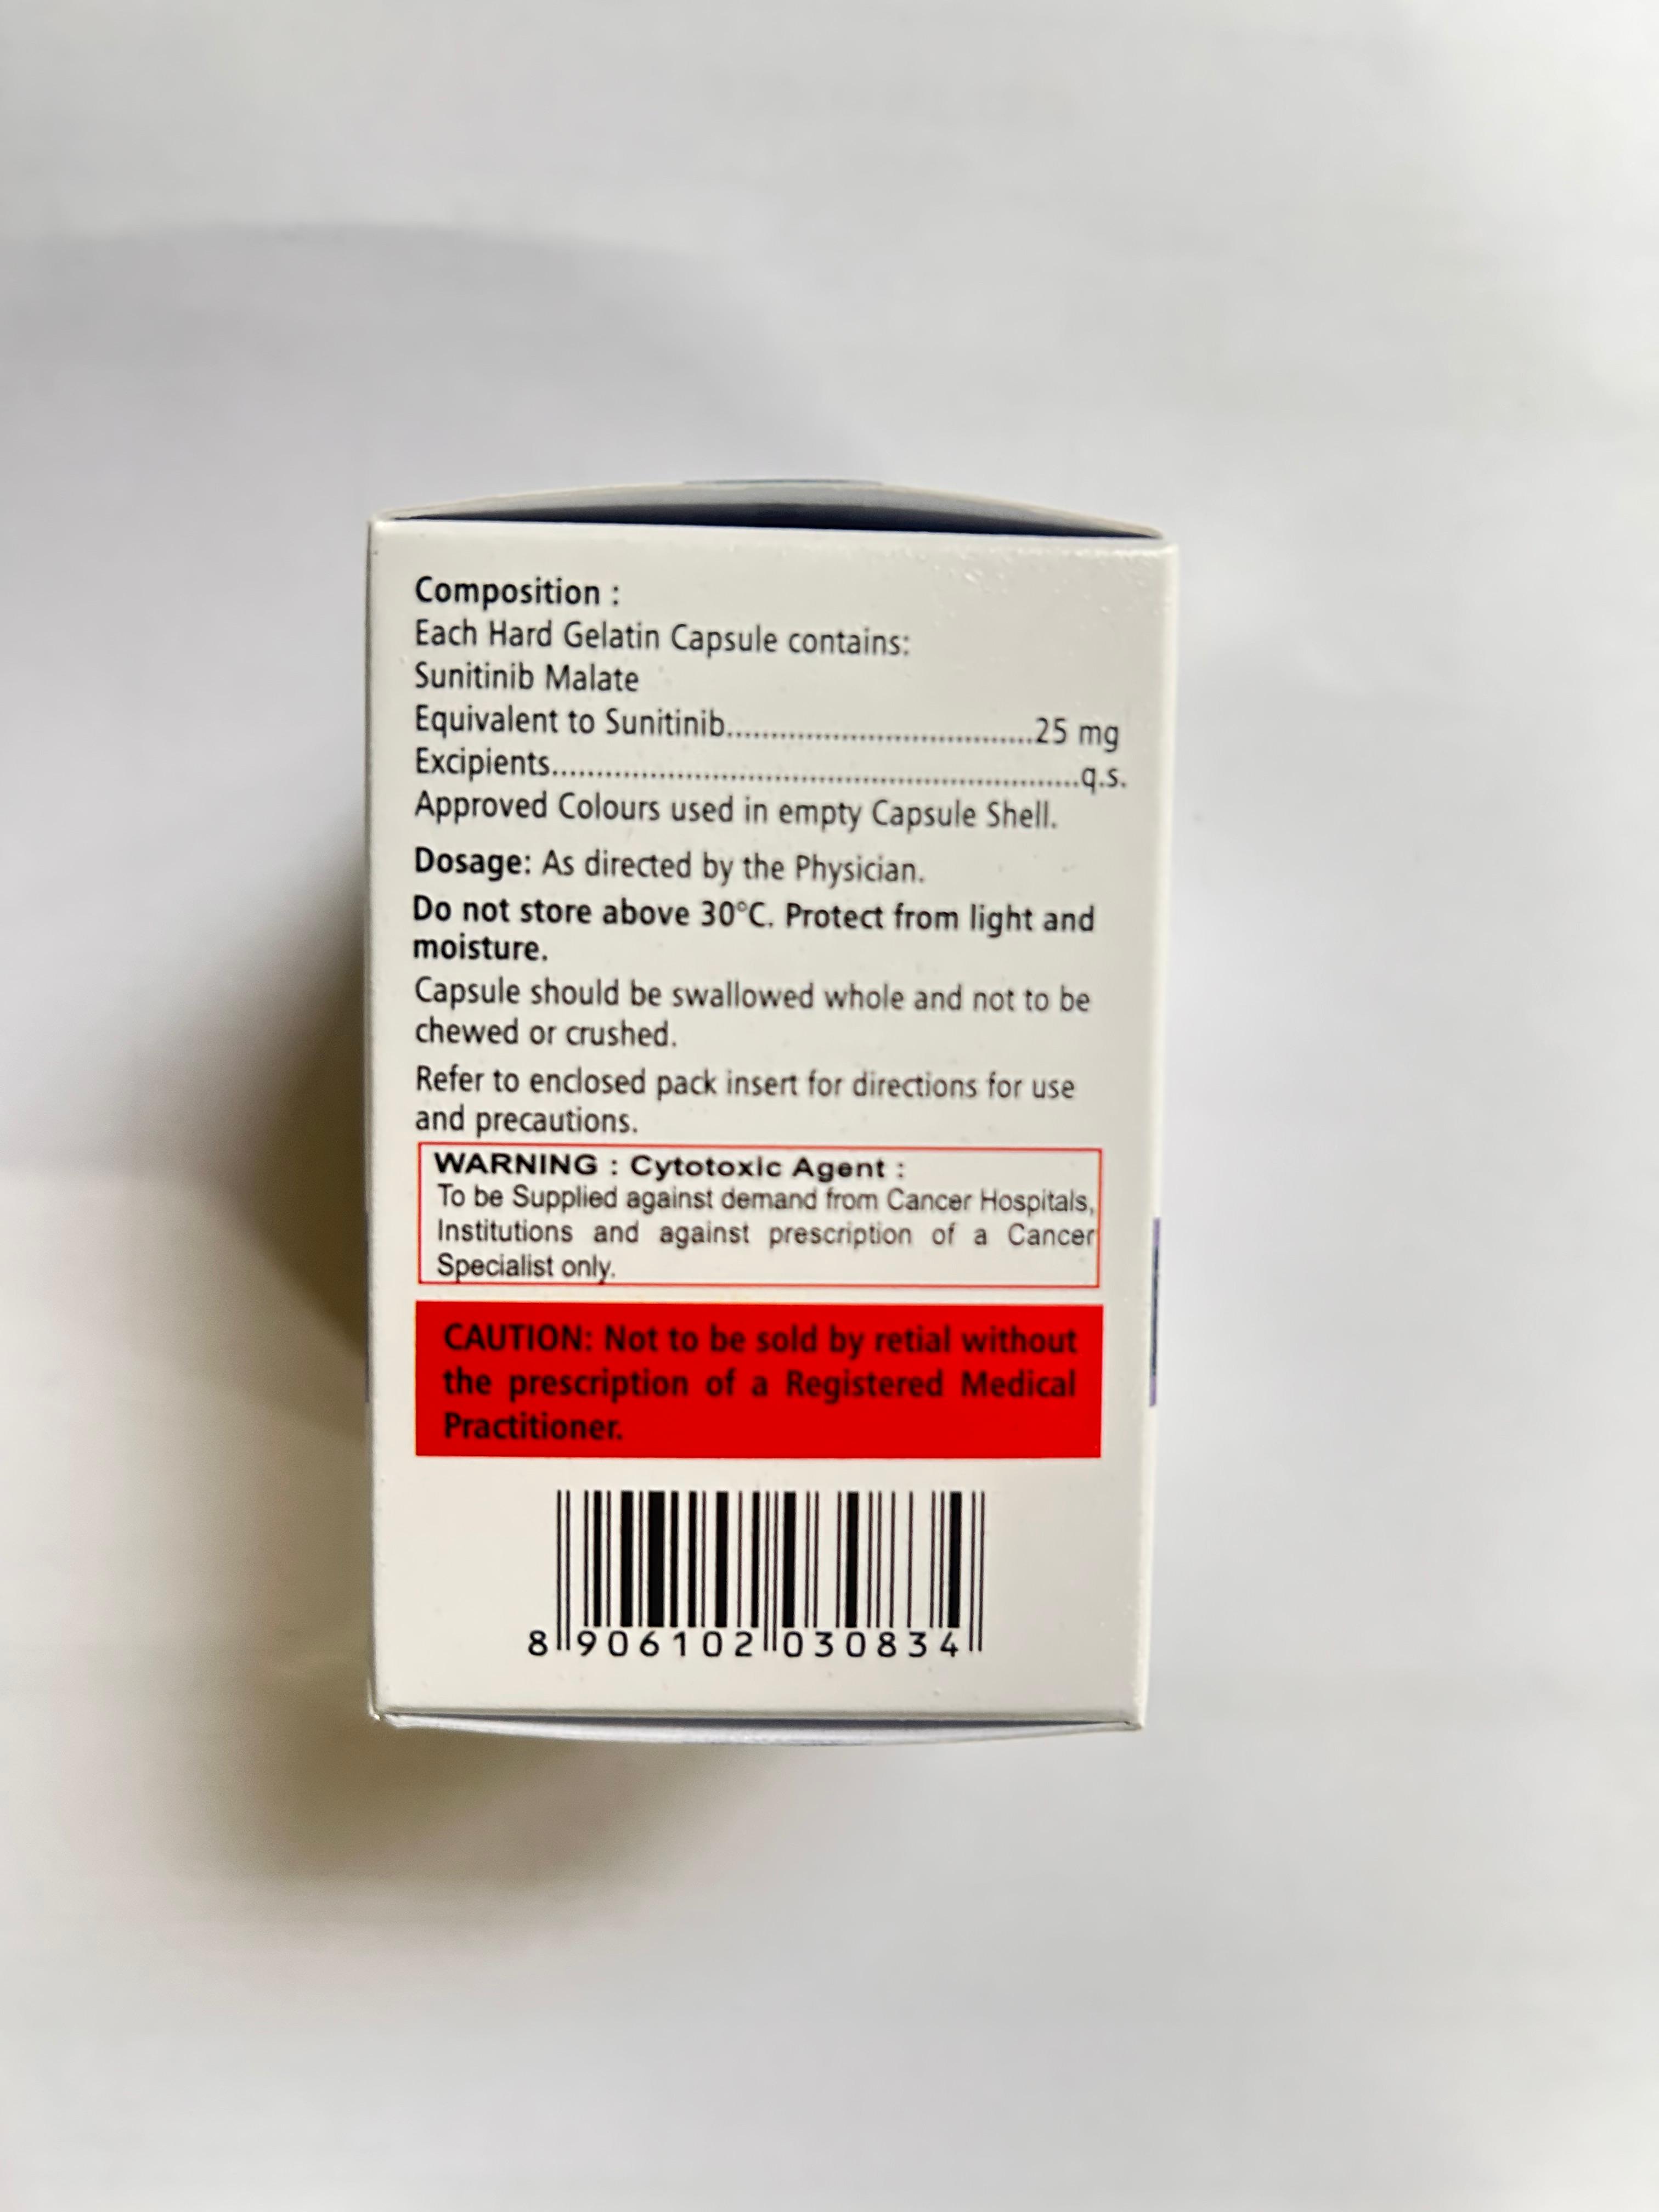 Composition :
Each Hard Gelatin Capsule contains:
Sunitinib Malate
Equivalent to Sunitinib...................................25 mg
Excipients............................................................q.s.
Approved Colours used in empty Capsule Shell.
Dosage: As directed by the Physician.
Do not store above 30°C. Protect from light and
moisture.
Capsule should be swallowed whole and not to be
chewed or crushed.
Refer to enclosed pack insert for directions for use
and precautions.
WARNING : Cytotoxic Agent :
To be Supplied against demand from Cancer Hospitals,
Institutions and against prescription of a Cancer
Specialist only.
CAUTION: Not to be sold by retial without
the prescription of a Registered Medical
Practitioner.
8 906102 030834